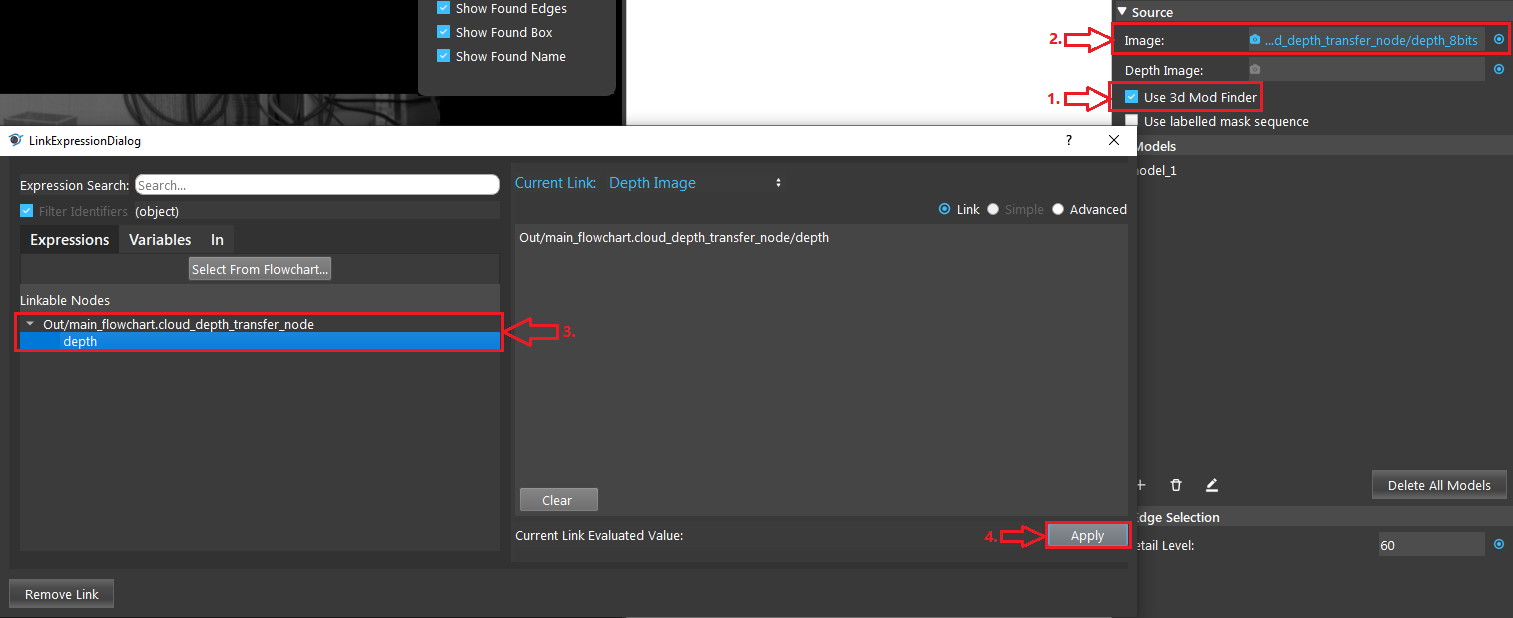 Show Found Edges
Show Found Box
Show Found Name
Source
2.
Image:
...d_depth_transfer_node/depth_8bits
Depth Image:
1.
Use 3d Mod Finder
Use labelled mask sequence
Models
model_1
LinkExpressionDialog
?
Expression Search:
Search...
Filter Identifiers (object)
Expressions Variables In
Select From Flowchart...
Linkable Nodes
Out/main_flowchart.cloud_depth_transfer_node
depth
3.
Current Link: Depth Image
Link Simple Advanced
Out/main_flowchart.cloud_depth_transfer_node/depth
Clear
Current Link Evaluated Value:
4.
Apply
Remove Link
Delete All Models
Edge Selection
etail Level: 60